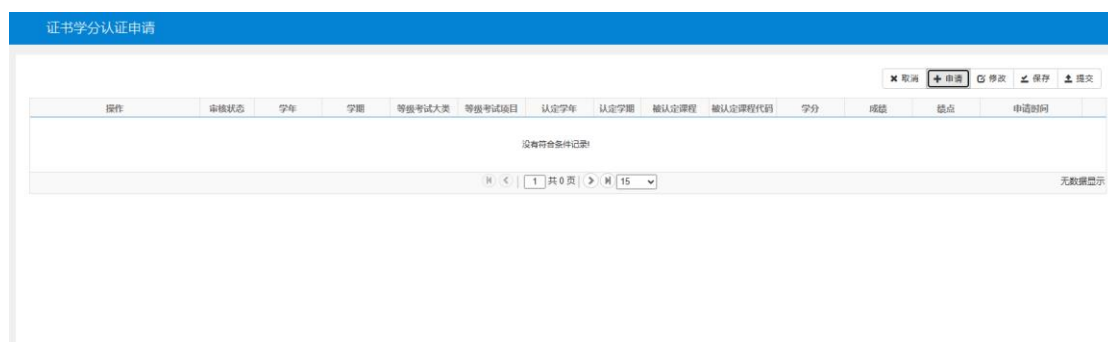 证书学分认证申请
取消 申请 修改 保存 提交
操作 审核状态 学年 学期 等级考试大类 等级考试项目 认定学年 认定学期 被认定课程 被认定课程代码 学分 成绩 绩点 申请时间
没有符合条件记录!
1 共 0 页 15 无数据显示